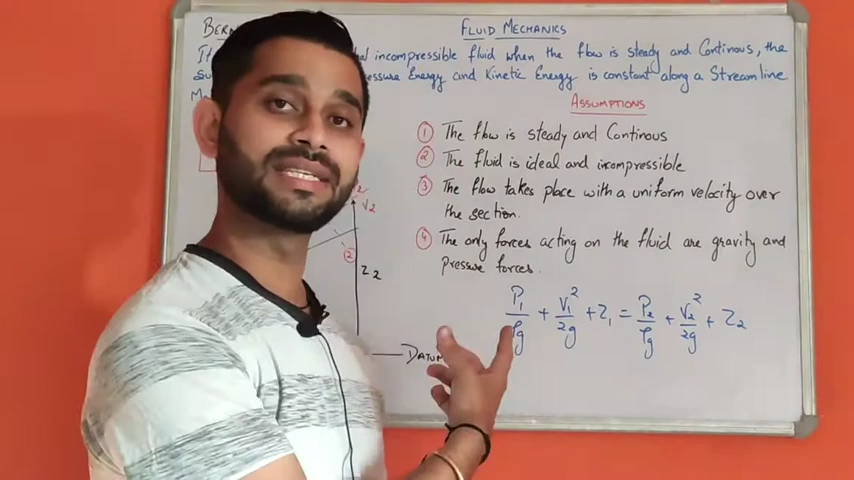 FLUID MECHANICS
BER
It al incompressible fluid when the flow is steady and Continous, the
su essure Energy and Kinetic Energy is constant along a Streamline
ASSUMPTIONS
① The flow is steady and Continous
② The fluid is ideal and incompressible
③ The flow takes place with a uniform velocity over
the section.
④ The only forces acting on the fluid are gravity and
pressure forces.
V2
②
Z2
DATUM
P1/ρg + V1²/2g + Z1 = P2/ρg + V2²/2g + Z2